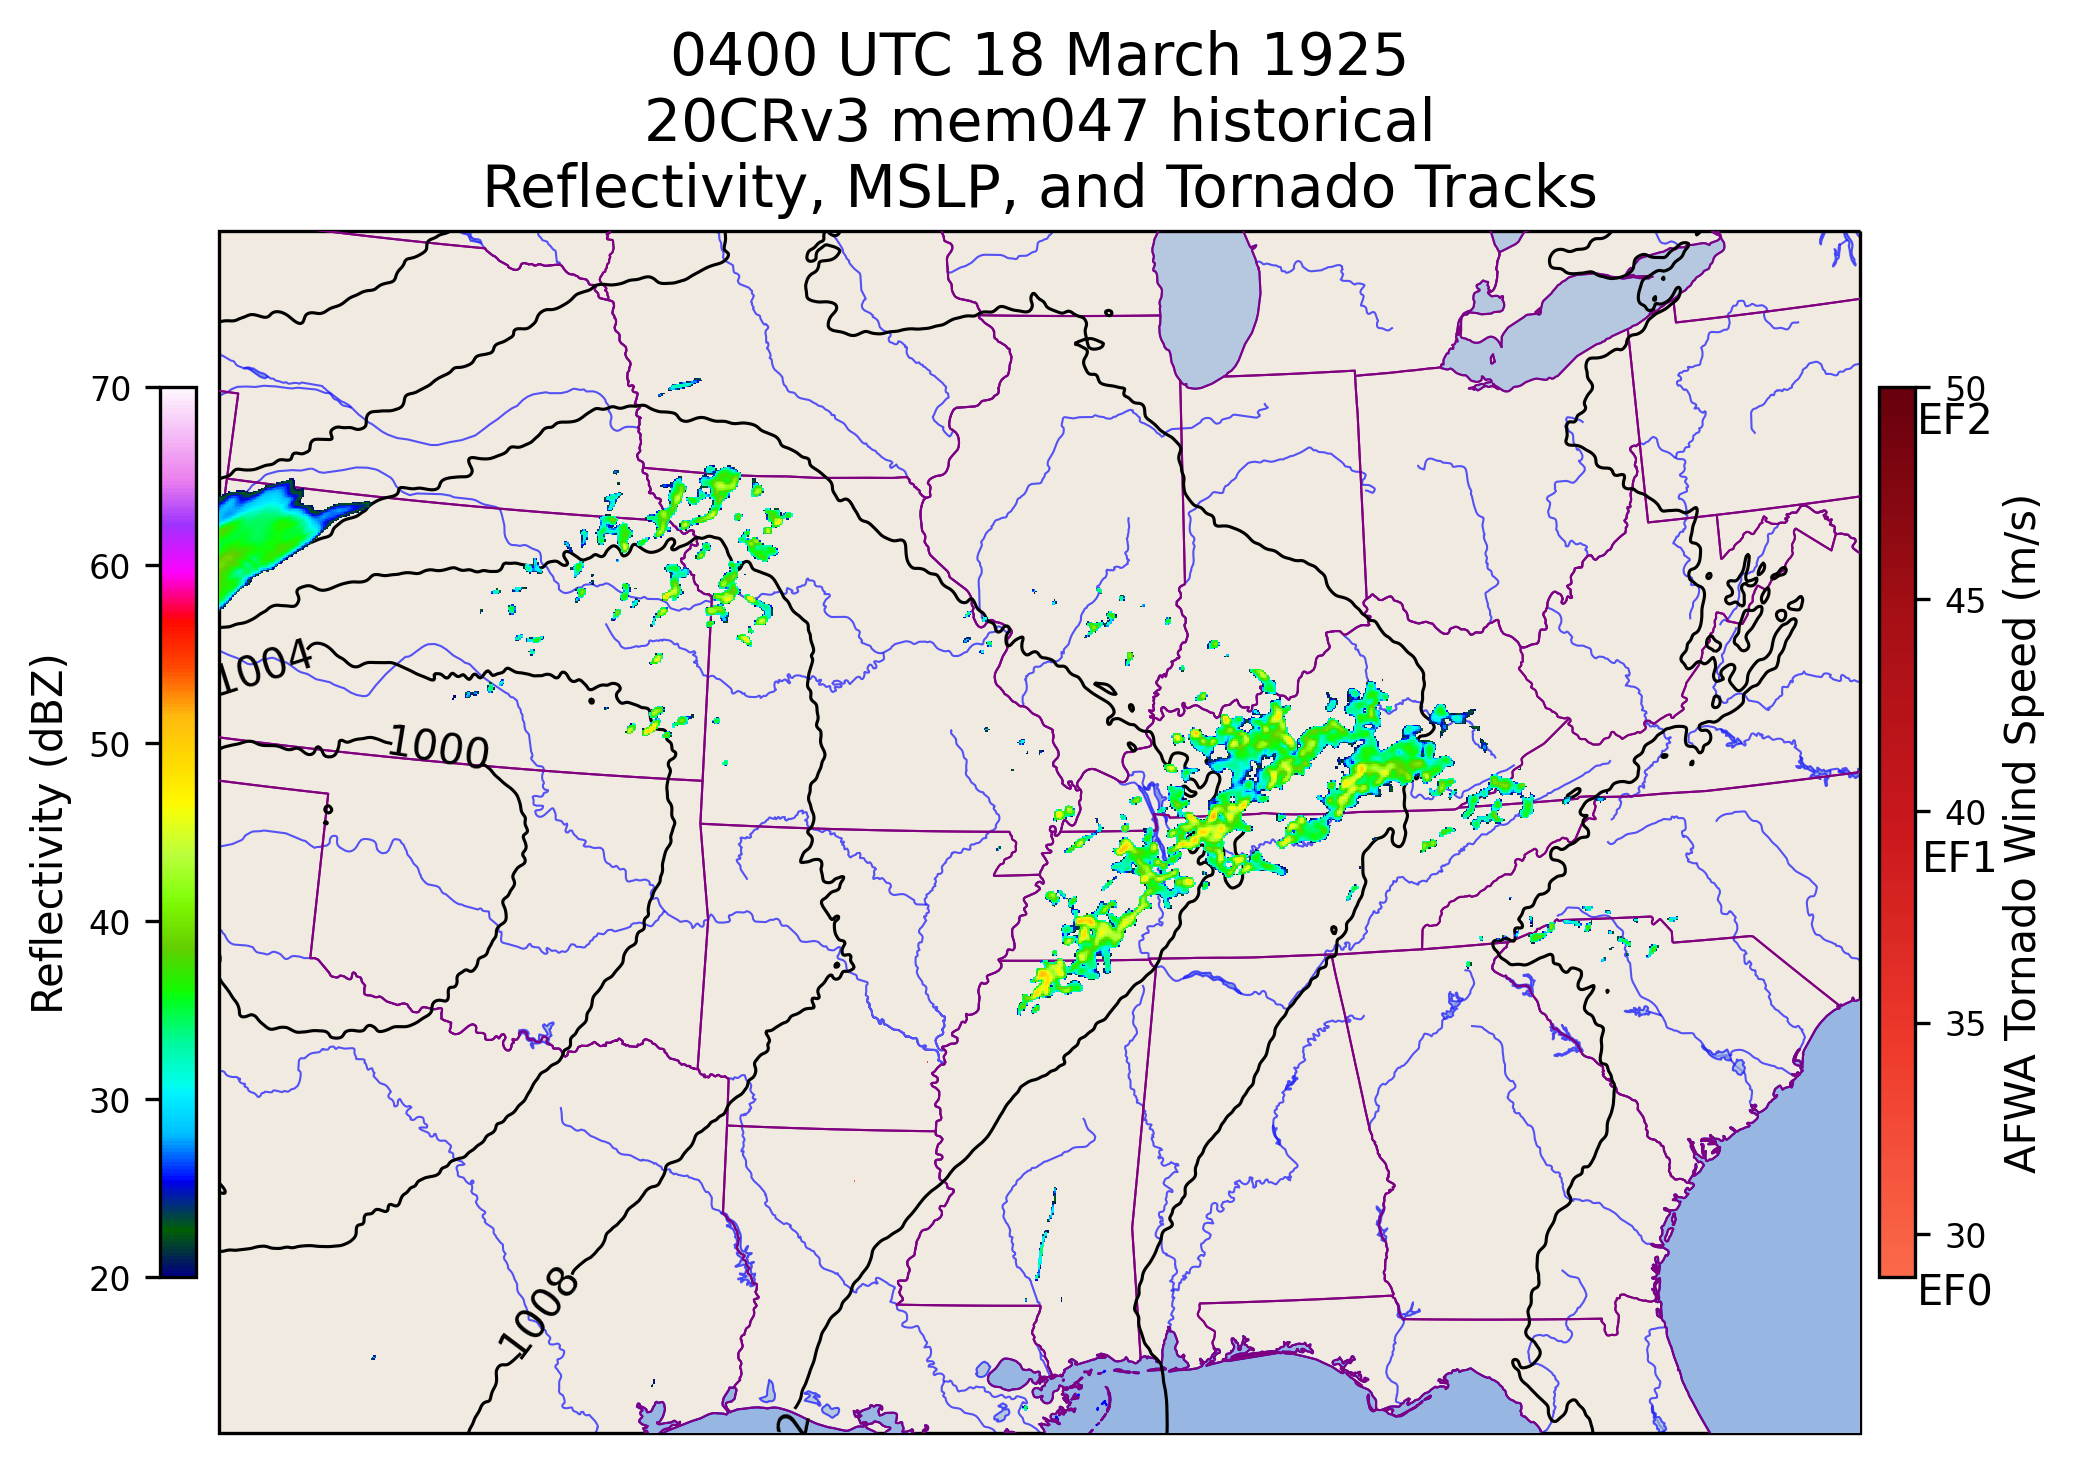 0400 UTC 18 March 1925
20CRv3 mem047 historical
Reflectivity, MSLP, and Tornado Tracks
70
60
50
40
30
20
Reflectivity (dBZ)
1004
1000
1008
2
50
EF2
45
40
EF1
35
30
EF0
AFWA Tornado Wind Speed (m/s)